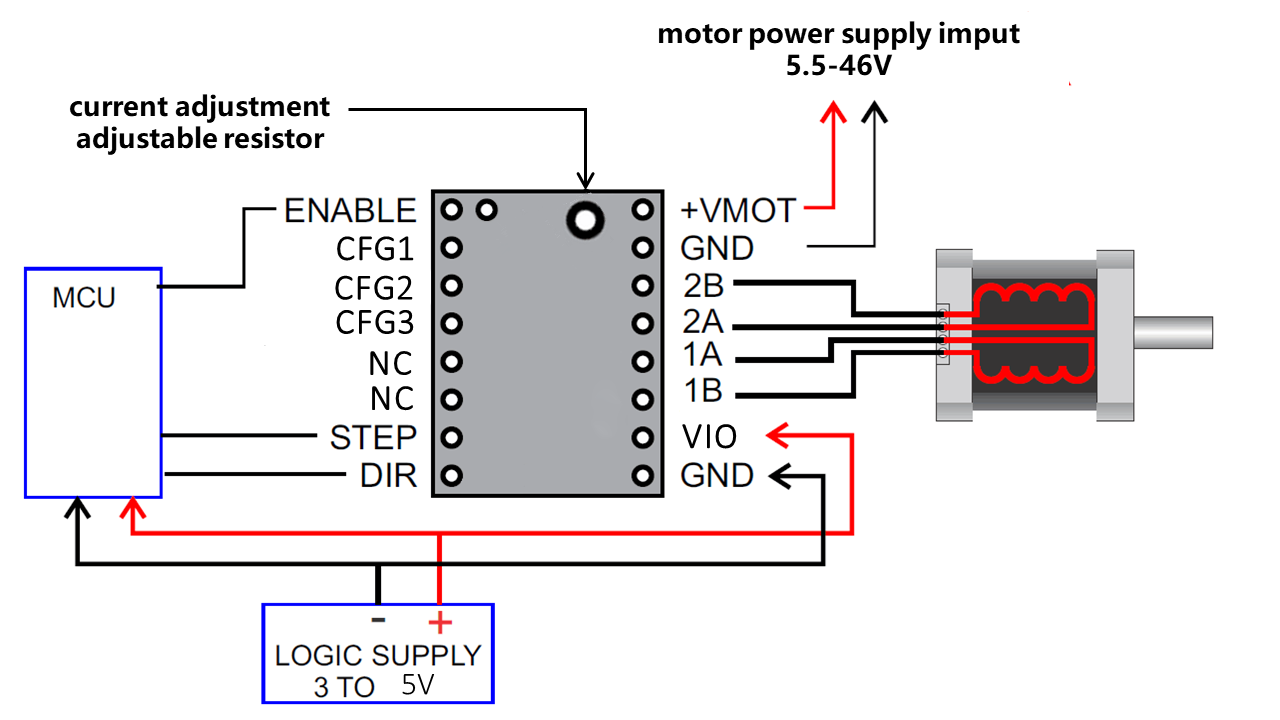 motor power supply imput
5.5-46V
current adjustment
adjustable resistor
ENABLE
CFG1
CFG2
CFG3
NC
NC
STEP
DIR
+VMOT
GND
2B
2A
1A
1B
VIO
GND
MCU
- +
LOGIC SUPPLY
3 TO 5V